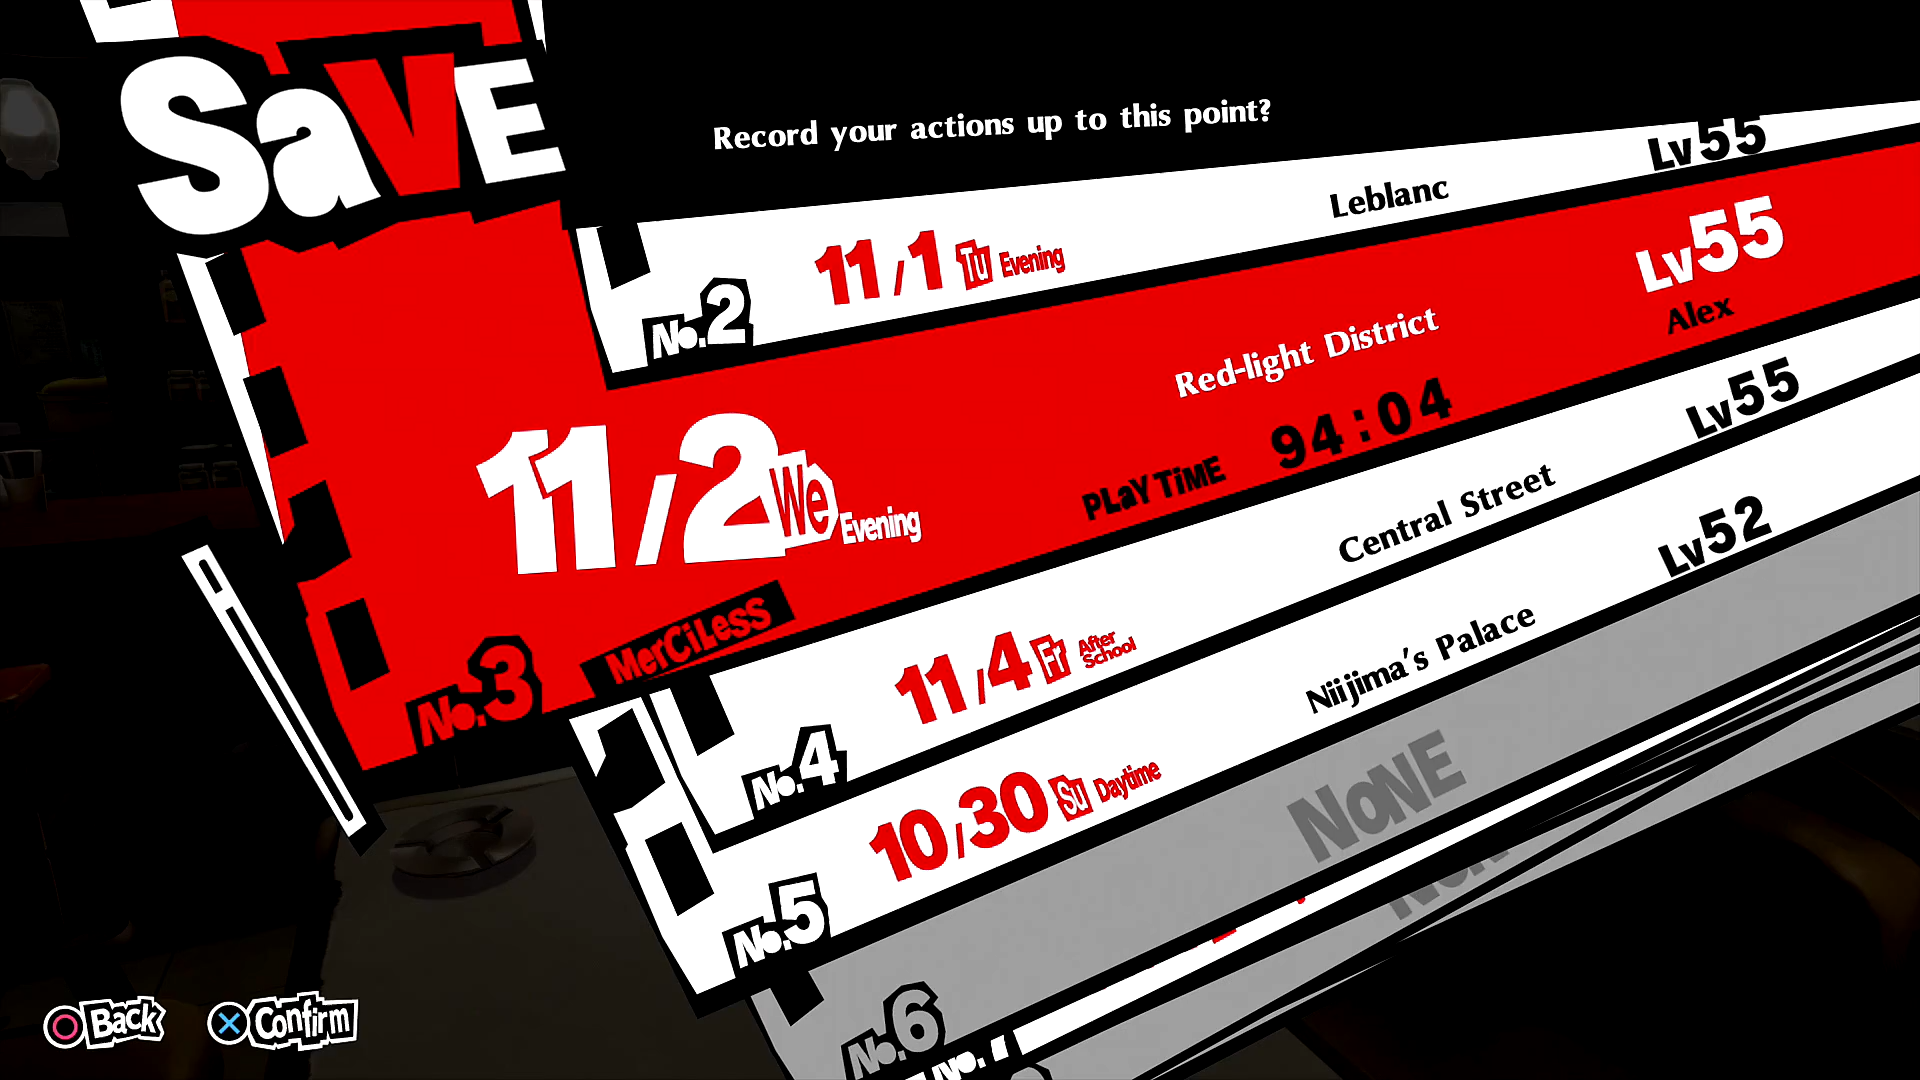 SaVE
Record your actions up to this point?
No.2 11/1 Tu Evening Leblanc Lv55
No.3 11/2 We Evening Red-light District Lv55
MerCiLess PLaY TiME 94:04 Alex
No.4 11/4 Fr After School Central Street Lv55
No.5 10/30 Su Daytime Niijima's Palace Lv52
No.6 NoNE
No.7
Back Confirm